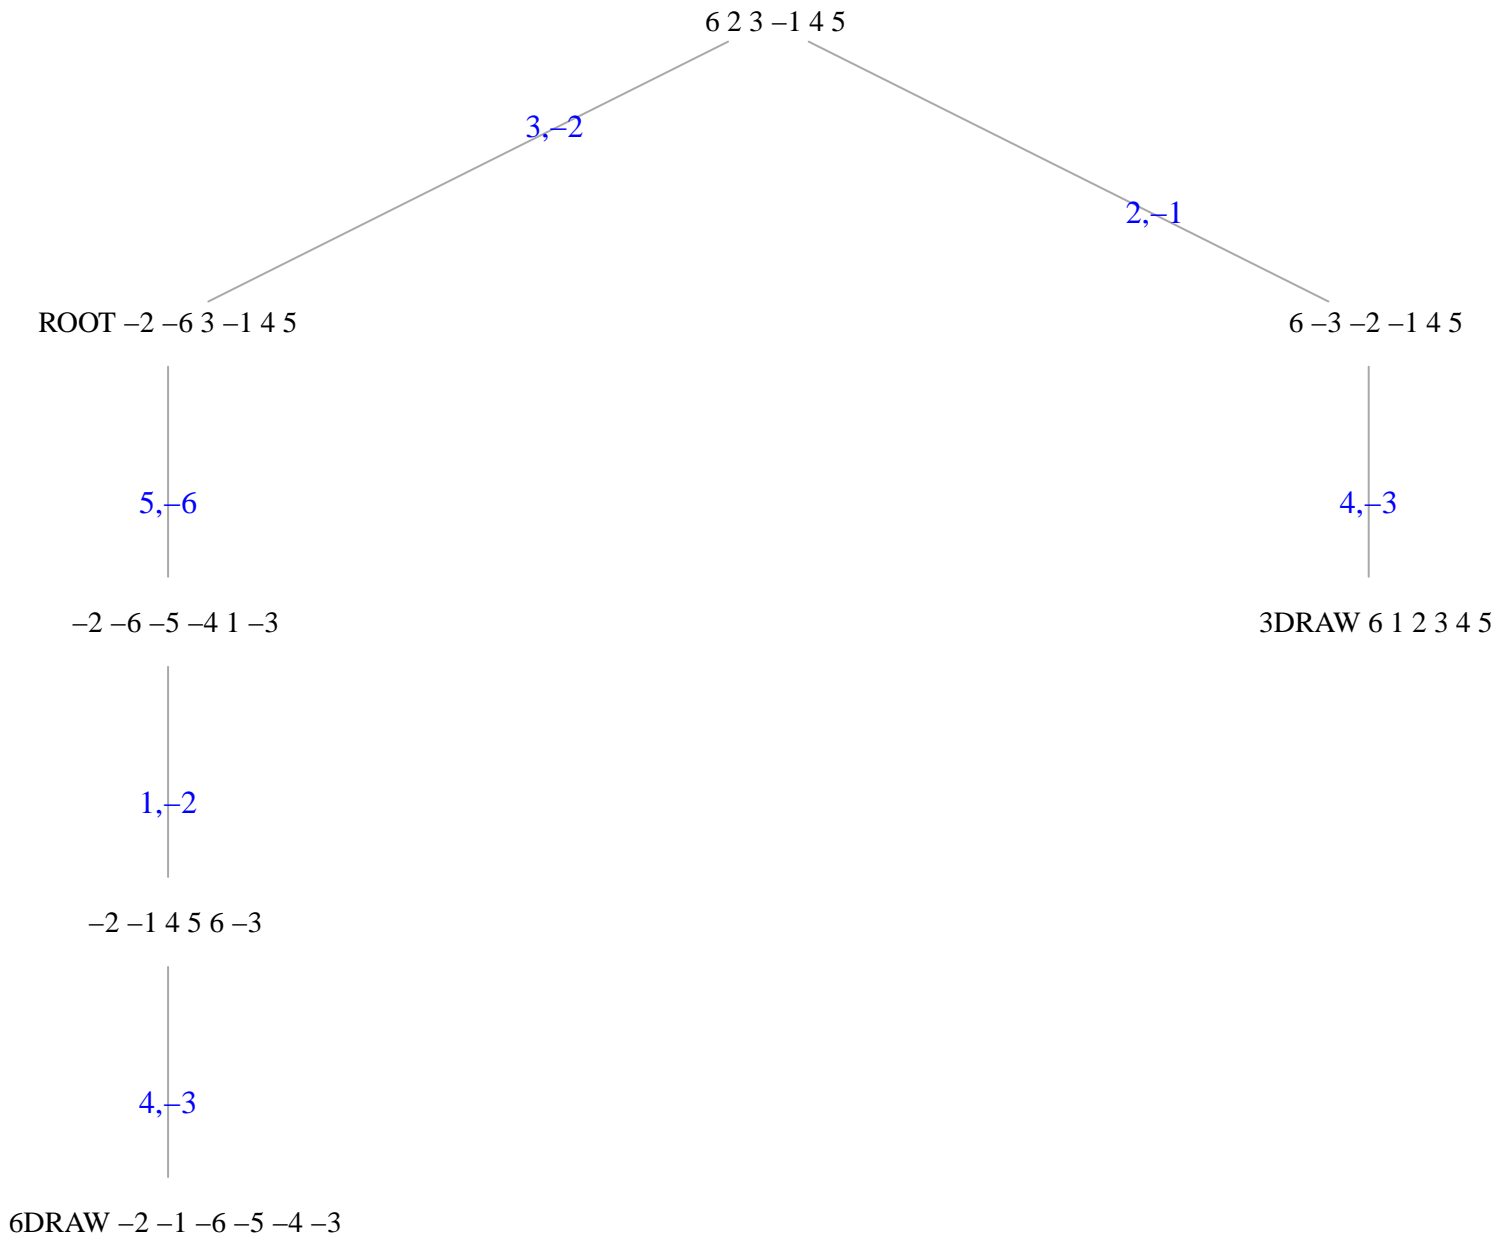 6 2 3 –1 4 5
3,–2
2,–1
ROOT –2 –6 3 –1 4 5
6 –3 –2 –1 4 5
5,–6
4,–3
–2 –6 –5 –4 1 –3
3DRAW 6 1 2 3 4 5
1,–2
–2 –1 4 5 6 –3
4,–3
6DRAW –2 –1 –6 –5 –4 –3